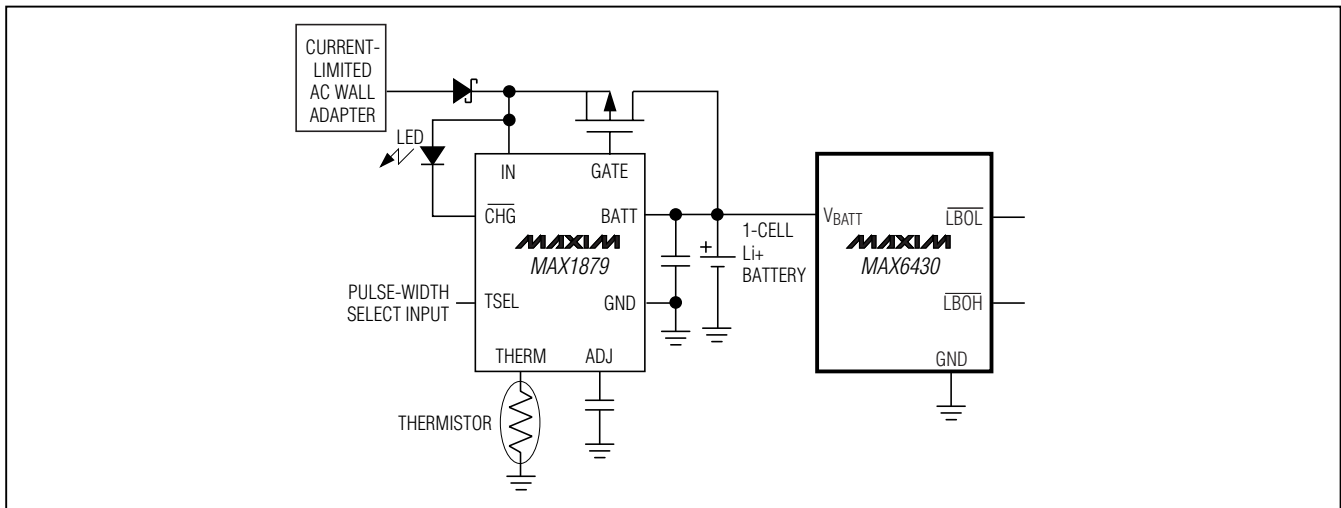 CURRENT-
LIMITED
AC WALL
ADAPTER
LED
IN
GATE
CHG
BATT
MAXIM
MAX1879
PULSE-WIDTH
SELECT INPUT
TSEL
GND
THERM
ADJ
THERMISTOR
+
1-CELL
Li+
BATTERY
VBATT
LBOL
MAXIM
MAX6430
LBOH
GND